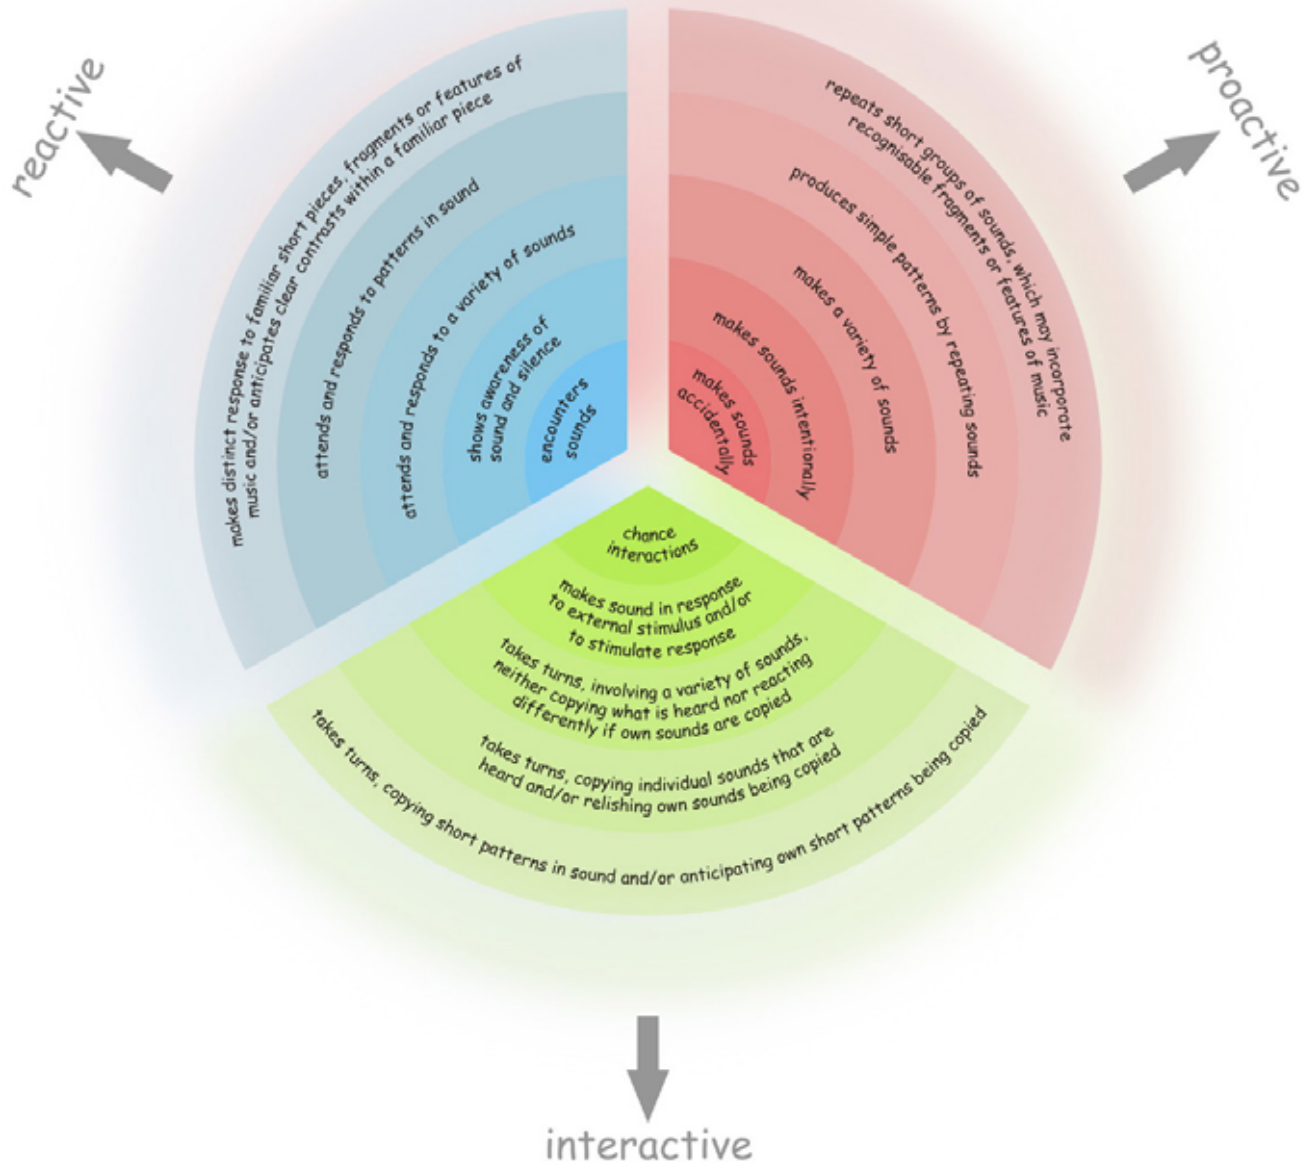 reactive
makes distinct response to familiar short pieces, fragments or features of
music and/or anticipates clear contrasts within a familiar piece
attends and responds to patterns in sound
attends and responds to a variety of sounds
shows awareness of
sound and silence
encounters
sounds
proactive
repeats short groups of sounds, which may incorporate
recognisable fragments or features of music
produces simple patterns by repeating sounds
makes a variety of sounds
makes sounds intentionally
makes sounds
accidentally
chance
interactions
makes sound in response
to external stimulus and/or
to stimulate response
takes turns, involving a variety of sounds,
neither copying what is heard nor reacting
differently if own sounds are copied
takes turns, copying individual sounds that are
heard and/or relishing own sounds being copied
takes turns, copying short patterns in sound and/or anticipating own short patterns being copied
interactive